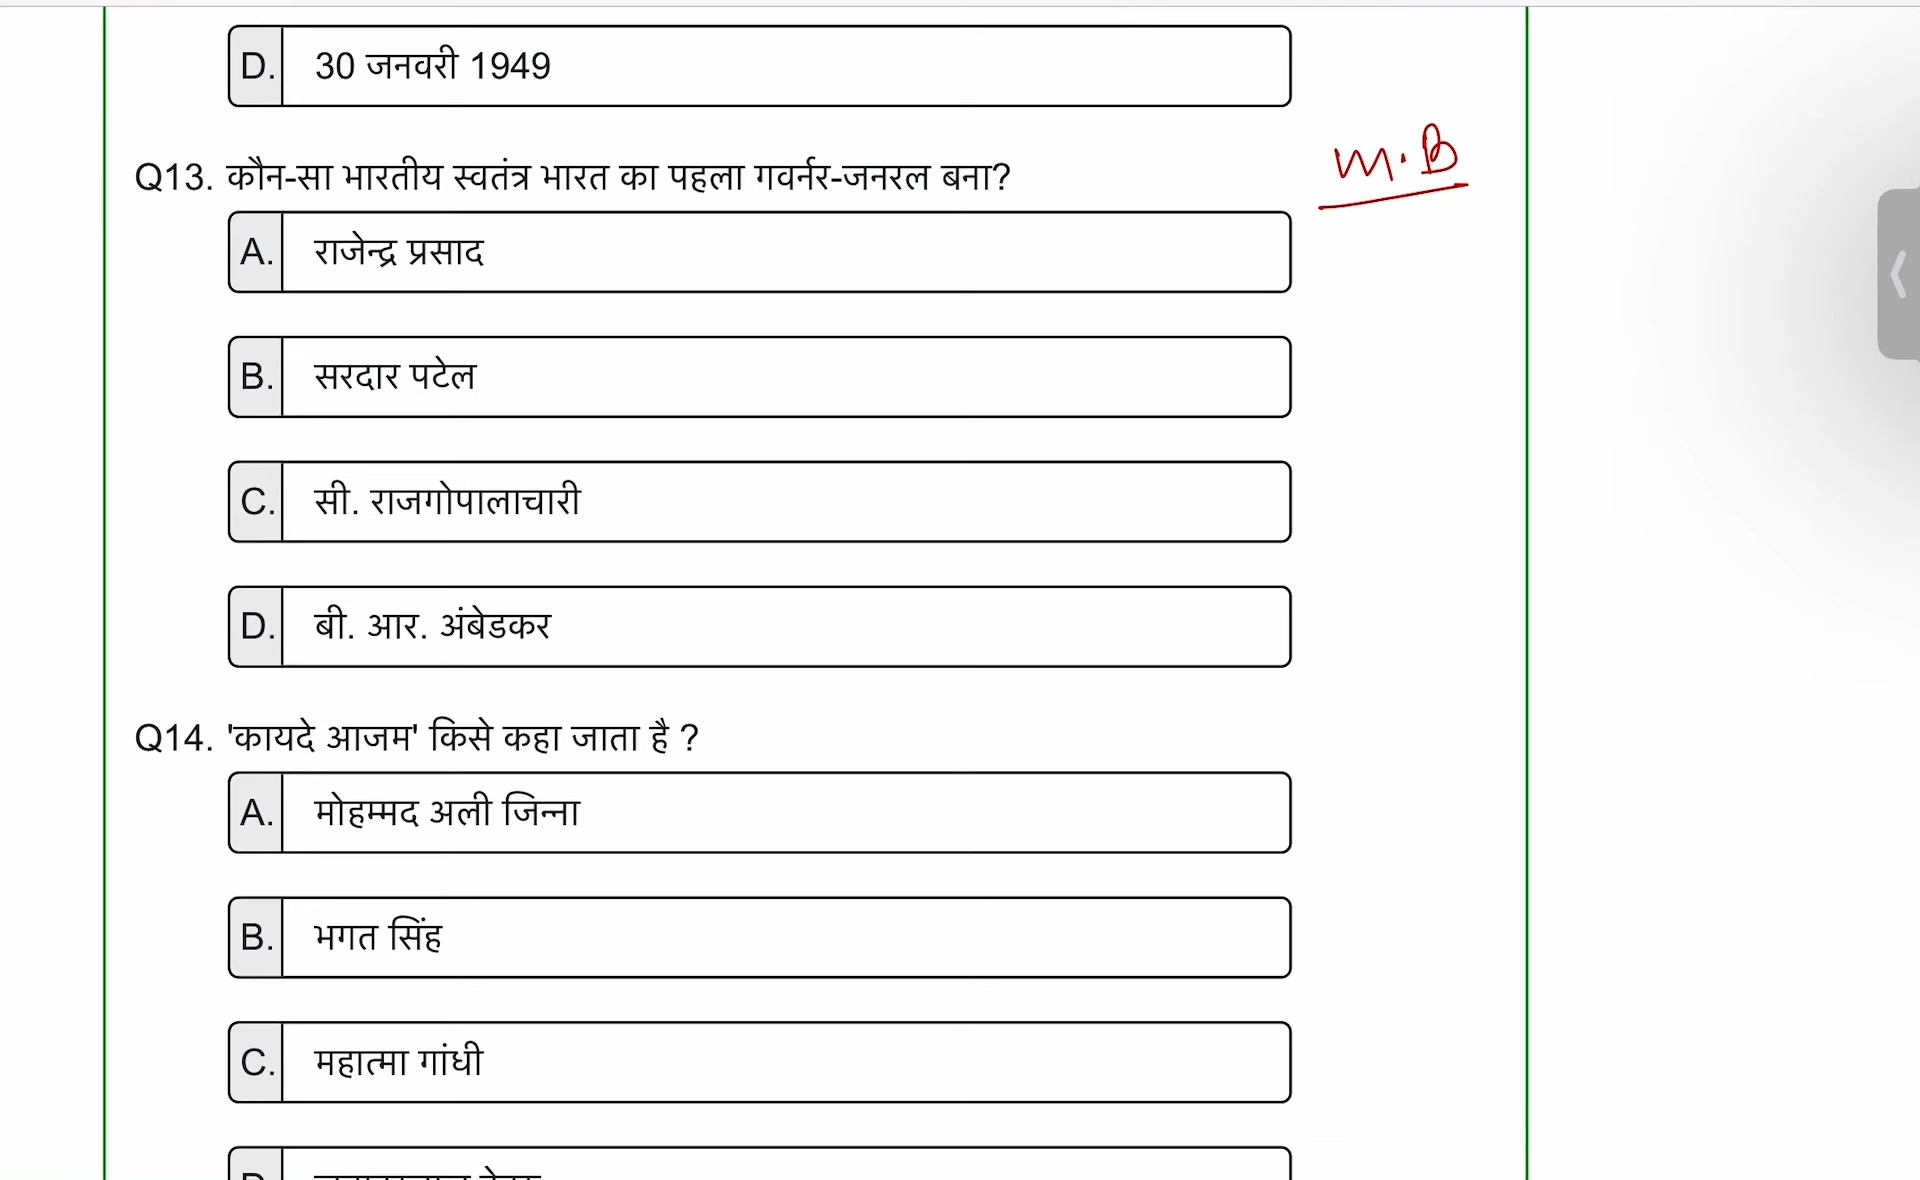 D. 30 जनवरी 1949
M.B
Q13. कौन-सा भारतीय स्वतंत्र भारत का पहला गवर्नर-जनरल बना?
A. राजेन्द्र प्रसाद
B. सरदार पटेल
C. सी. राजगोपालाचारी
D. बी. आर. अंबेडकर
Q14. 'कायदे आजम' किसे कहा जाता है ?
A. मोहम्मद अली जिन्ना
B. भगत सिंह
C. महात्मा गांधी